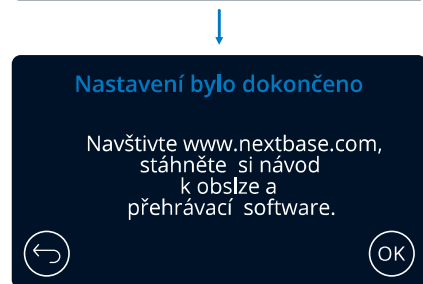 Nastavení bylo dokončeno
Navštivte www.nextbase.com,
stáhněte si návod
k obslze a
přehrávací software.
OK